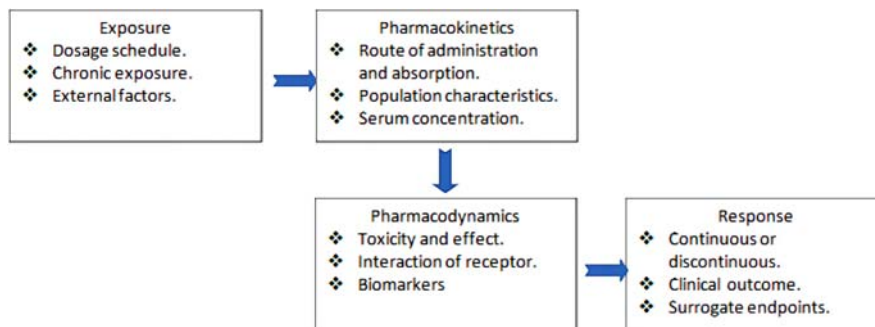 Exposure
❖ Dosage schedule.
❖ Chronic exposure.
❖ External factors.
Pharmacokinetics
❖ Route of administration
and absorption.
❖ Population characteristics.
❖ Serum concentration.
Pharmacodynamics
❖ Toxicity and effect.
❖ Interaction of receptor.
❖ Biomarkers
Response
❖ Continuous or
discontinuous.
❖ Clinical outcome.
❖ Surrogate endpoints.